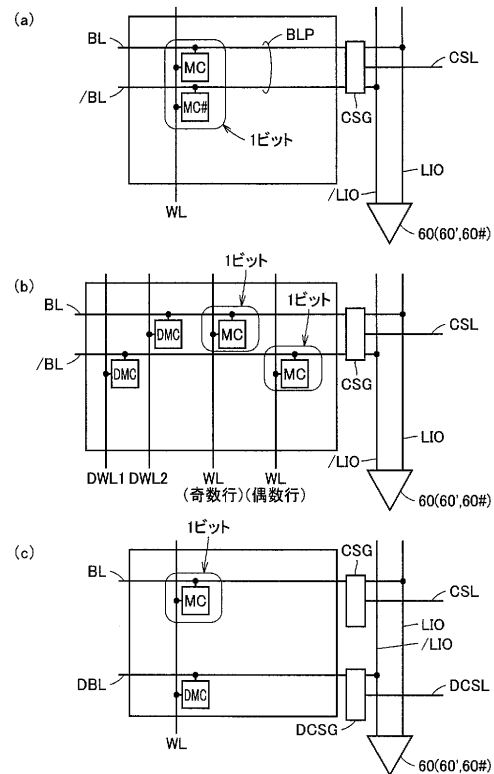 (a)
BL
BLP
MC
CSL
/BL
MC#
CSG
1ビット
LIO
/LIO
WL
60(60',60#)
(b)
1ビット
1ビット
BL
DMC
MC
CSL
/BL
DMC
MC
CSG
LIO
/LIO
DWL1 DWL2 WL WL
(奇数行)(偶数行)
60(60',60#)
(c)
1ビット
CSG
BL
MC
CSL
LIO
/LIO
DBL
DMC
DCSL
DCSG
WL
60(60',60#)